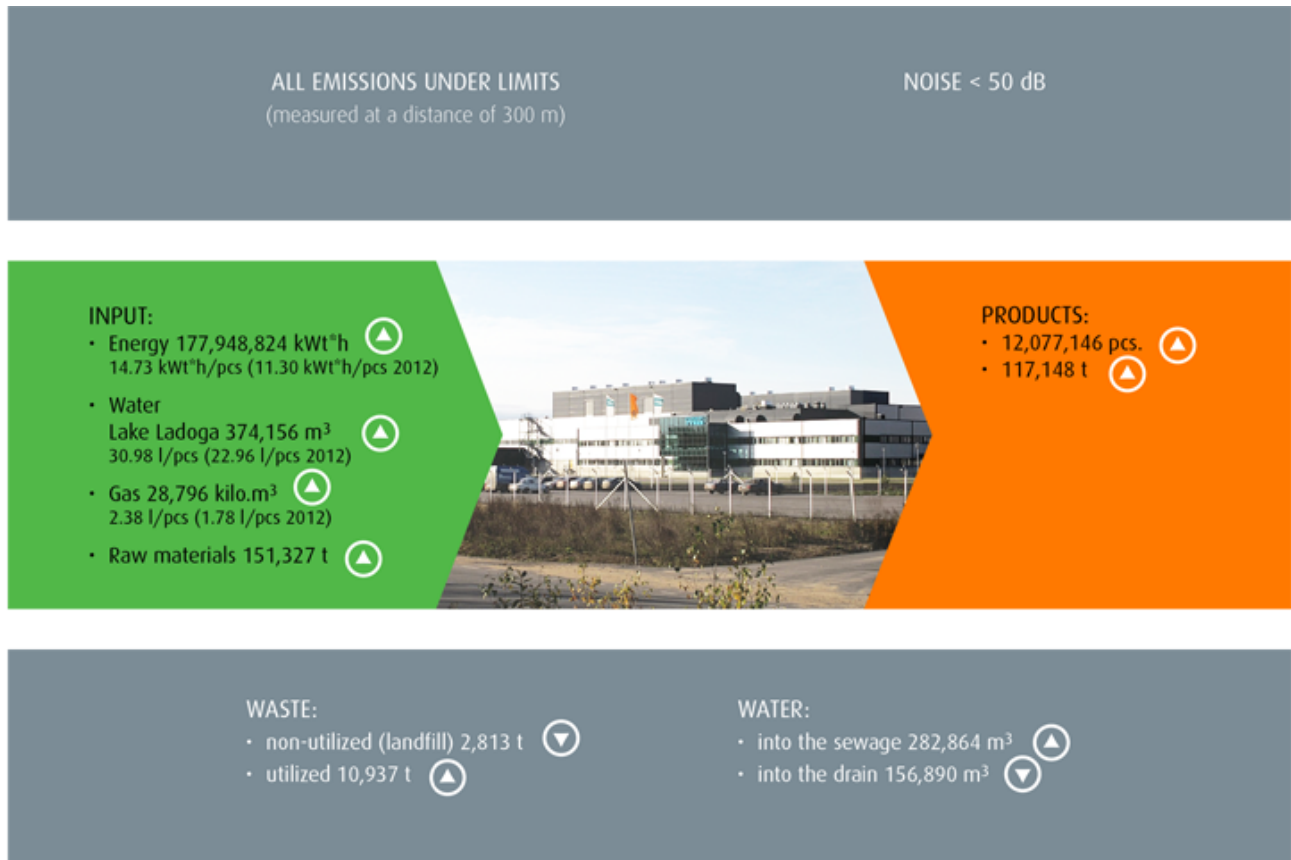 ALL EMISSIONS UNDER LIMITS
(measured at a distance of 300 m)
NOISE < 50 dB
INPUT:
• Energy 177,948,824 kWt*h
14.73 kWt*h/pcs (11.30 kWt*h/pcs 2012)
• Water
Lake Ladoga 374,156 m³
30.98 l/pcs (22.96 l/pcs 2012)
• Gas 28,796 kilo.m³
2.38 l/pcs (1.78 l/pcs 2012)
• Raw materials 151,327 t
PRODUCTS:
• 12,077,146 pcs.
• 117,148 t
WASTE:
• non-utilized (landfill) 2,813 t
• utilized 10,937 t
WATER:
• into the sewage 282,864 m³
• into the drain 156,890 m³